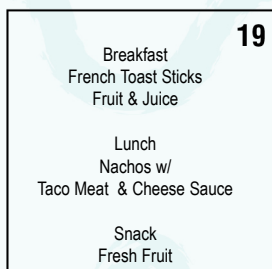 19
Breakfast
French Toast Sticks
Fruit & Juice
Lunch
Nachos w/
Taco Meat & Cheese Sauce
Snack
Fresh Fruit